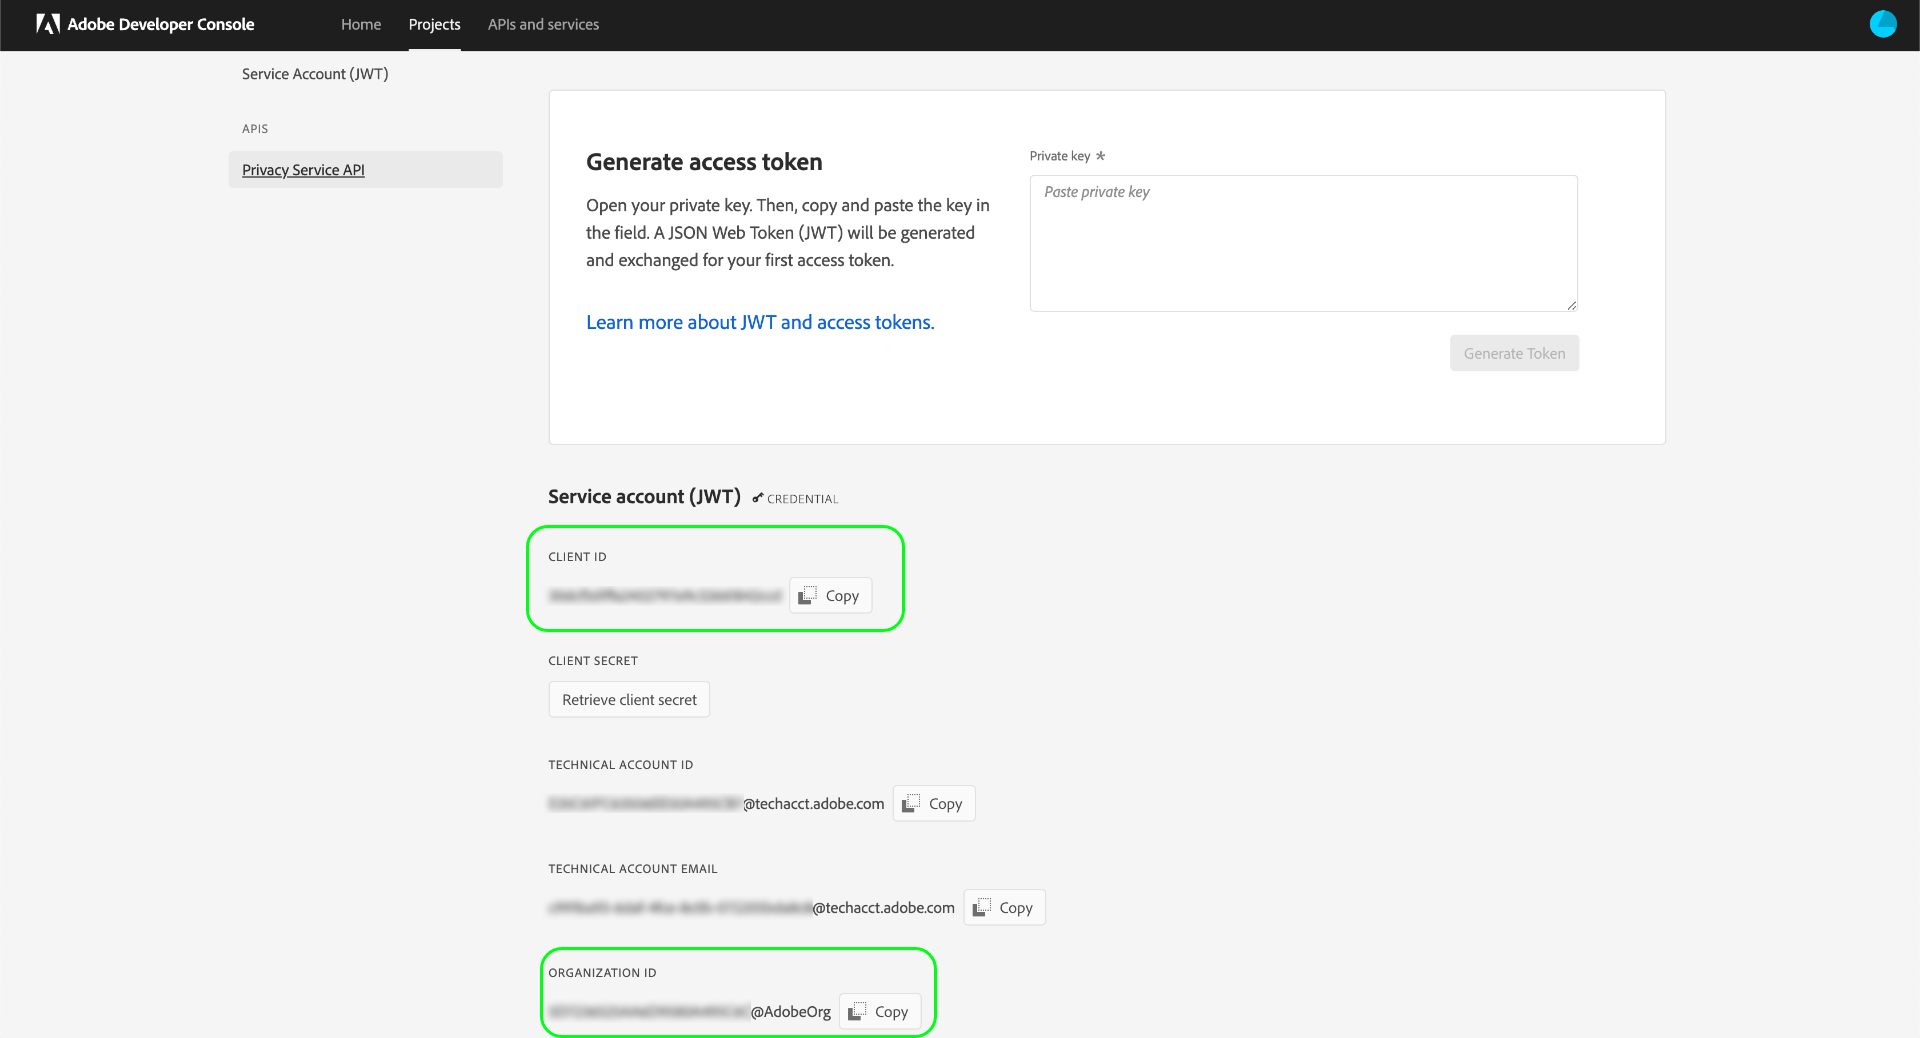 Adobe Developer Console
Home
Projects
APIs and services
Service Account (JWT)
APIS
Privacy Service API
Generate access token
Open your private key. Then, copy and paste the key in
the field. A JSON Web Token (JWT) will be generated
and exchanged for your first access token.
Learn more about JWT and access tokens.
Private key *
Paste private key
Generate Token
Service account (JWT)
CREDENTIAL
CLIENT ID
Copy
CLIENT SECRET
Retrieve client secret
TECHNICAL ACCOUNT ID
@techacct.adobe.com
Copy
TECHNICAL ACCOUNT EMAIL
@techacct.adobe.com
Copy
ORGANIZATION ID
@AdobeOrg
Copy